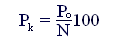 Pₖ = Pₒ/N 100